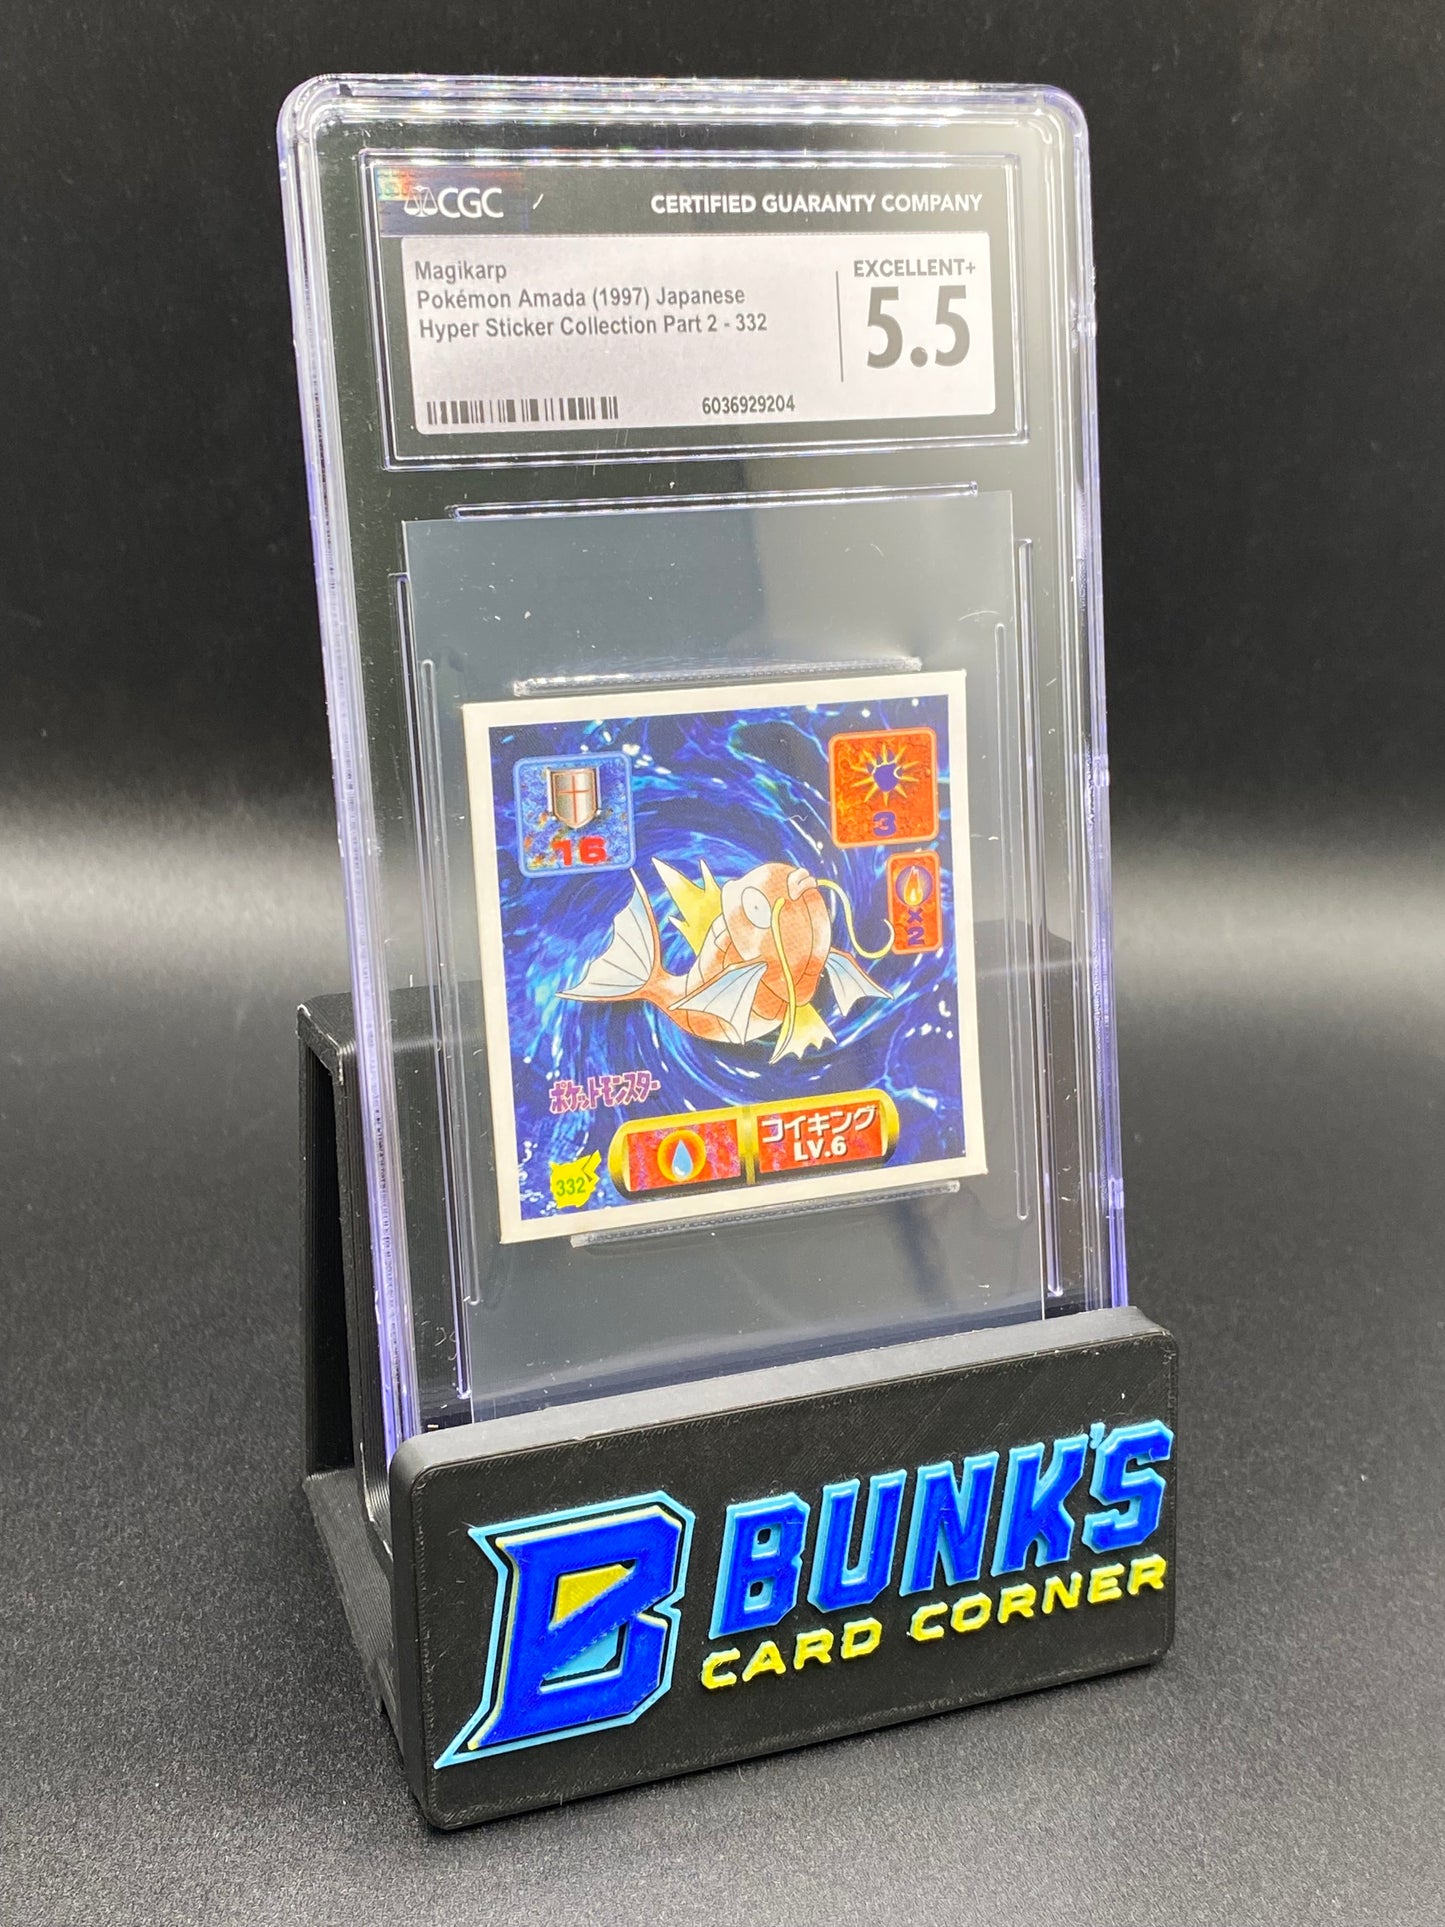 CGC
CERTIFIED GUARANTY COMPANY
Magikarp
Pokémon Amada (1997) Japanese
Hyper Sticker Collection Part 2 - 332
EXCELLENT+
5.5
6036929204
16
3
×2
ポケットモンスター
コイキング
LV.6
332
B
BUNK'S
CARD CORNER